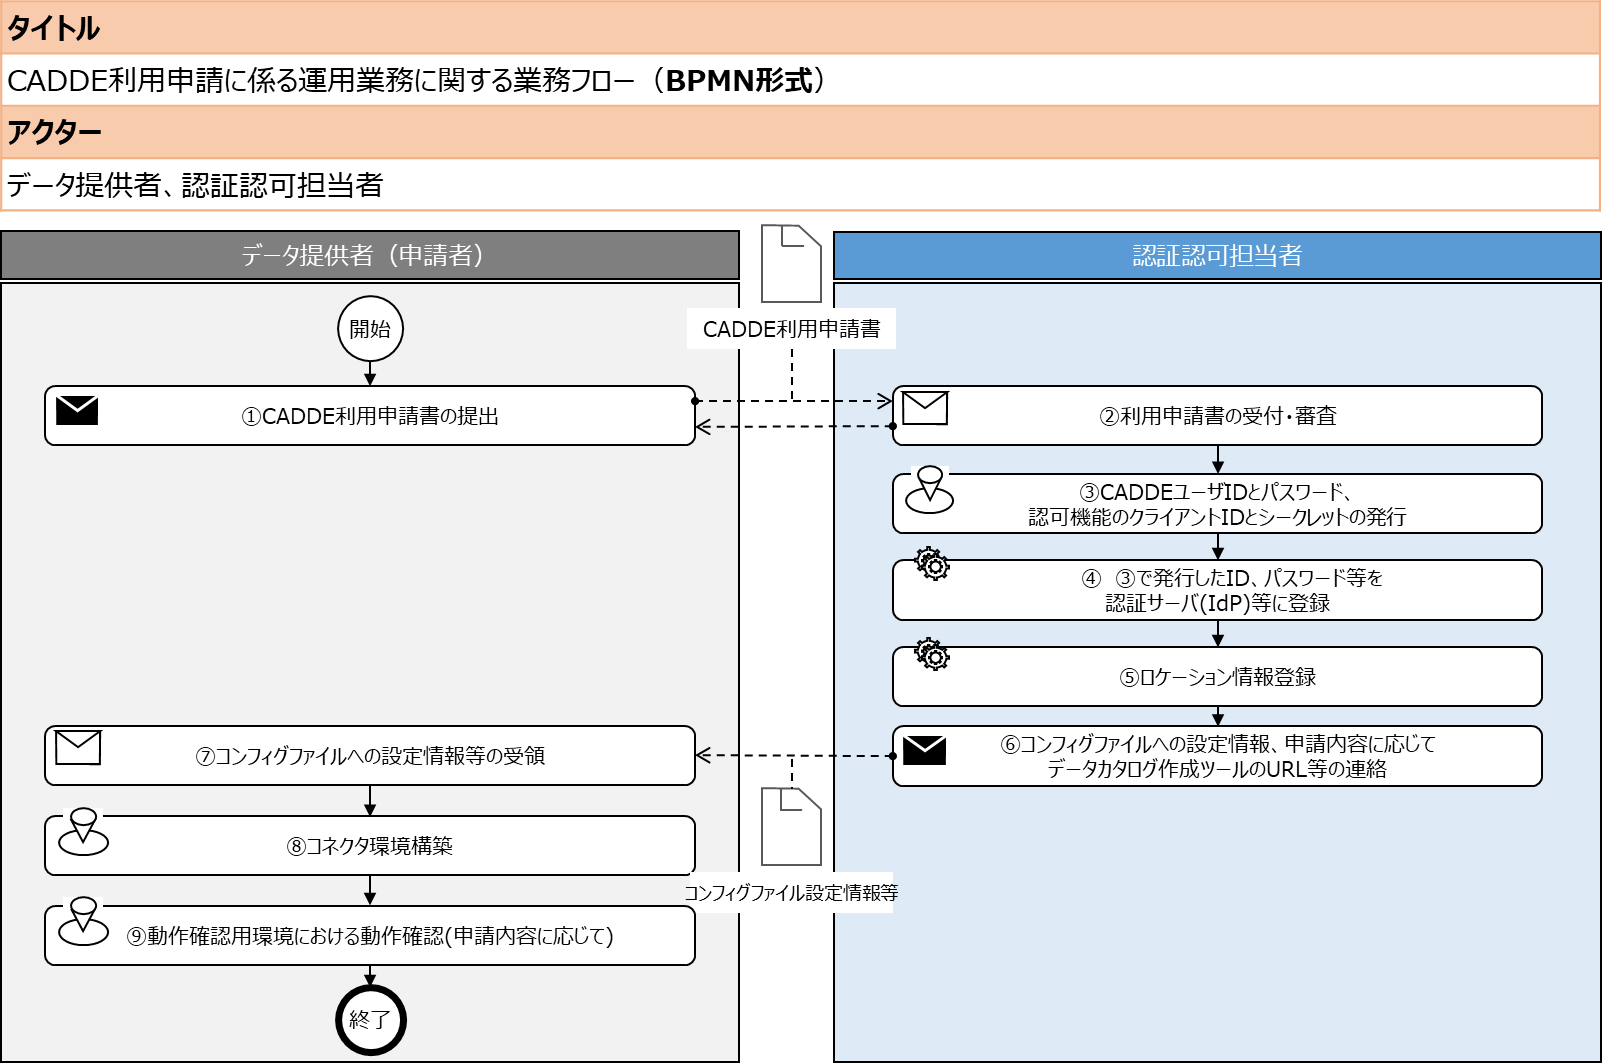 タイトル
CADDE利用申請に係る運用業務に関する業務フロー（BPMN形式）
アクター
データ提供者、認証認可担当者
データ提供者（申請者）
認証認可担当者
開始
CADDE利用申請書
①CADDE利用申請書の提出
②利用申請書の受付・審査
③CADDEユーザIDとパスワード、
認可機能のクライアントIDとシークレットの発行
④　③で発行したID、パスワード等を
認証サーバ(IdP)等に登録
⑤ロケーション情報登録
⑥コンフィグファイルへの設定情報、申請内容に応じて
データカタログ作成ツールのURL等の連絡
⑦コンフィグファイルへの設定情報等の受領
⑧コネクタ環境構築
コンフィグファイル設定情報等
⑨動作確認用環境における動作確認(申請内容に応じて)
終了